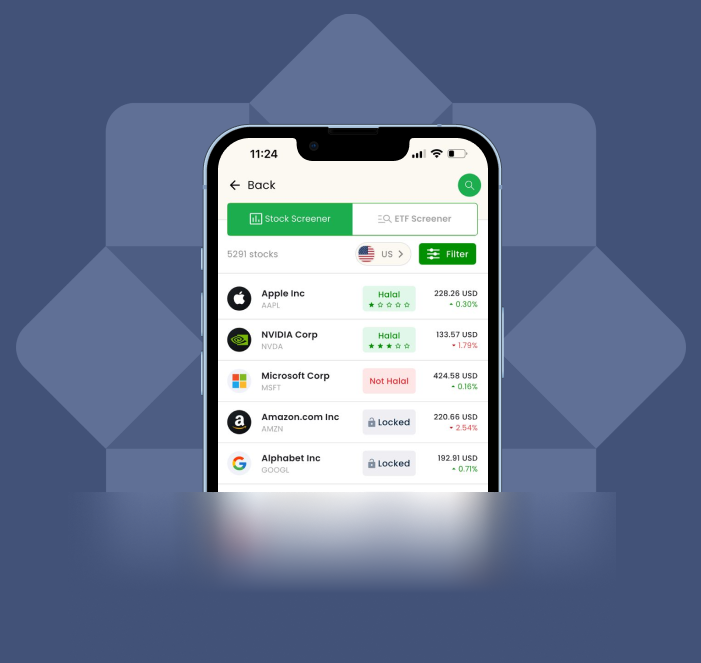 11:24
← Back
Stock Screener
ETF Screener
5291 stocks
US
Filter
Apple Inc
AAPL
Halal
228.26 USD
0.30%
NVIDIA Corp
NVDA
Halal
133.57 USD
1.79%
Microsoft Corp
MSFT
Not Halal
424.58 USD
0.16%
Amazon.com Inc
AMZN
Locked
220.66 USD
2.54%
Alphabet Inc
GOOGL
Locked
192.91 USD
0.71%